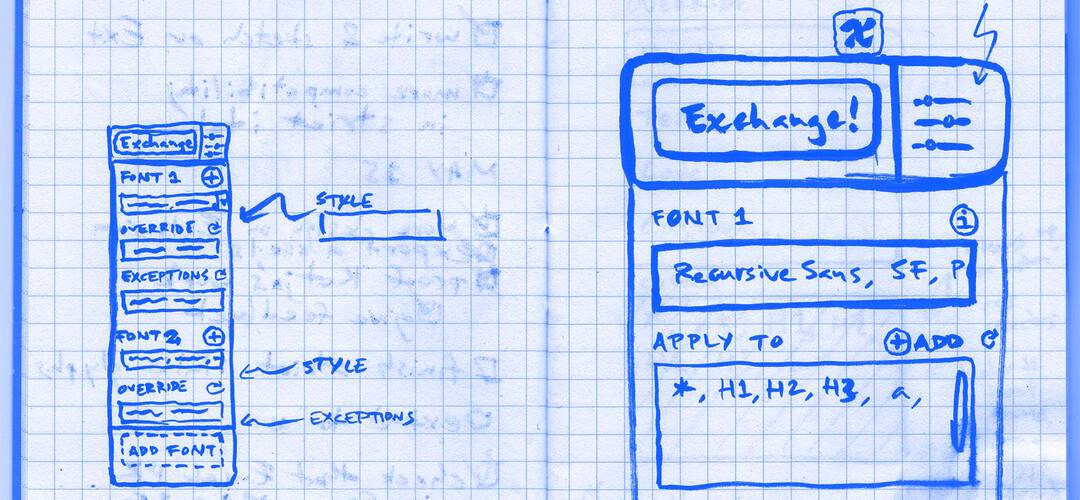 Exchange
FONT 1
OVERRIDE
EXCEPTIONS
FONT 2
OVERRIDE
ADD FONT
STYLE
STYLE
EXCEPTIONS
x
Exchange!
FONT 1
i
Recursive Sans, SF, P
APPLY TO
+ ADD
*, H1, H2, H3, a,